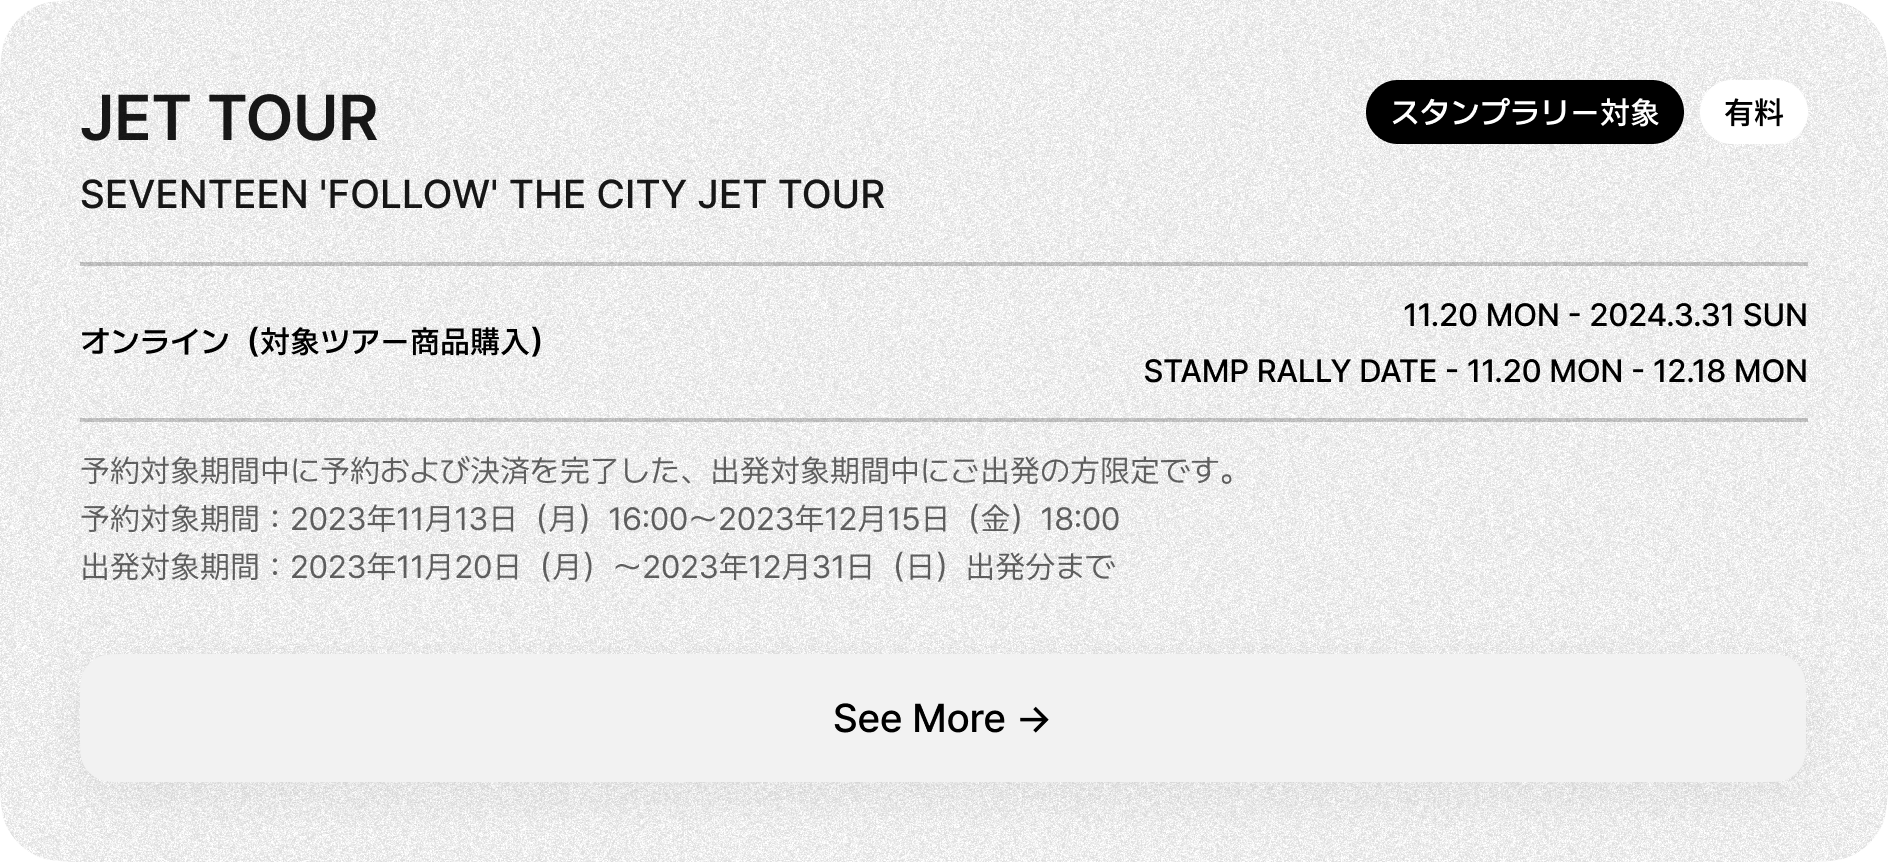 JET TOUR
スタンプラリー対象
有料
SEVENTEEN 'FOLLOW' THE CITY JET TOUR
オンライン（対象ツアー商品購入）
11.20 MON - 2024.3.31 SUN
STAMP RALLY DATE - 11.20 MON - 12.18 MON
予約対象期間中に予約および決済を完了した、出発対象期間中にご出発の方限定です。
予約対象期間：2023年11月13日（月）16:00〜2023年12月15日（金）18:00
出発対象期間：2023年11月20日（月）〜2023年12月31日（日）出発分まで
See More →